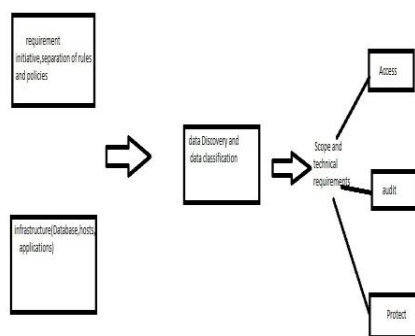 requirement
initiative,separation of rules
and policies
infrastructure(Database,hosts,
applications)
data Discovery and
data classification
Scope and
technical
requirements
Access
audit
Protect